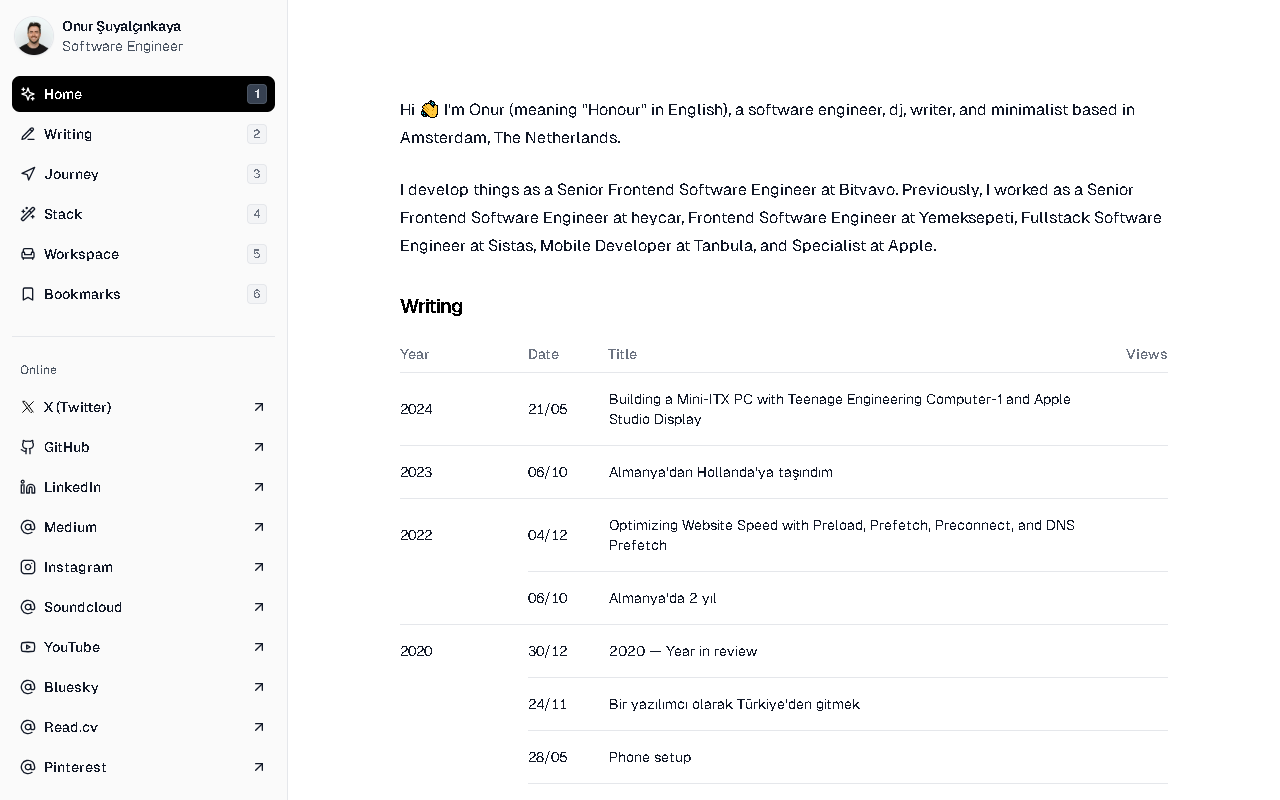 Onur Şuyalçınkaya
Software Engineer
Home 1
Writing 2
Journey 3
Stack 4
Workspace 5
Bookmarks 6
Online
X (Twitter)
GitHub
LinkedIn
Medium
Instagram
Soundcloud
YouTube
Bluesky
Read.cv
Pinterest
Hi 👋 I'm Onur (meaning "Honour" in English), a software engineer, dj, writer, and minimalist based in
Amsterdam, The Netherlands.
I develop things as a Senior Frontend Software Engineer at Bitvavo. Previously, I worked as a Senior
Frontend Software Engineer at heycar, Frontend Software Engineer at Yemeksepeti, Fullstack Software
Engineer at Sistas, Mobile Developer at Tanbula, and Specialist at Apple.
Writing
Year Date Title Views
2024 21/05 Building a Mini-ITX PC with Teenage Engineering Computer-1 and Apple
Studio Display
2023 06/10 Almanya'dan Hollanda'ya taşındım
2022 04/12 Optimizing Website Speed with Preload, Prefetch, Preconnect, and DNS
Prefetch
06/10 Almanya'da 2 yıl
2020 30/12 2020 — Year in review
24/11 Bir yazılımcı olarak Türkiye'den gitmek
28/05 Phone setup